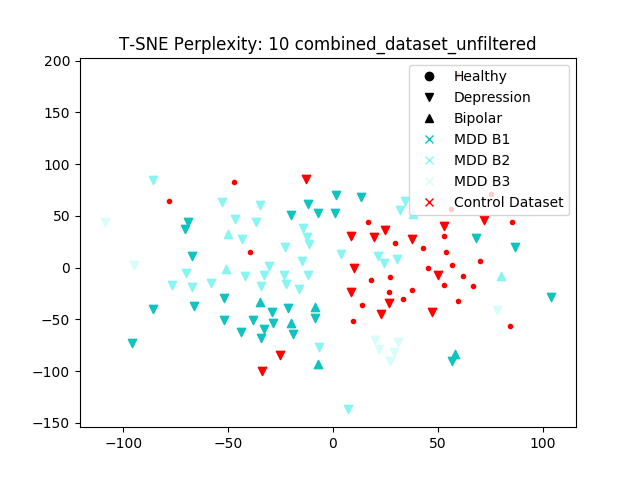 T-SNE Perplexity: 10 combined_dataset_unfiltered
200
150
100
50
0
−50
−100
−150
−100
−50
0
50
100
Healthy
Depression
Bipolar
MDD B1
MDD B2
MDD B3
Control Dataset